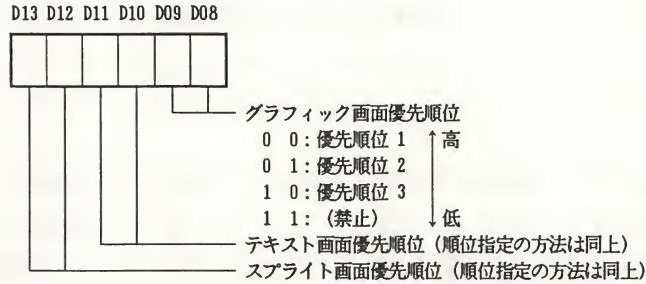 D13 D12 D11 D10 D09 D08
グラフィック画面優先順位
0 0:優先順位 1 ↑高
0 1:優先順位 2
1 0:優先順位 3
1 1:(禁止) ↓低
テキスト画面優先順位(順位指定の方法は同上)
スプライト画面優先順位(順位指定の方法は同上)